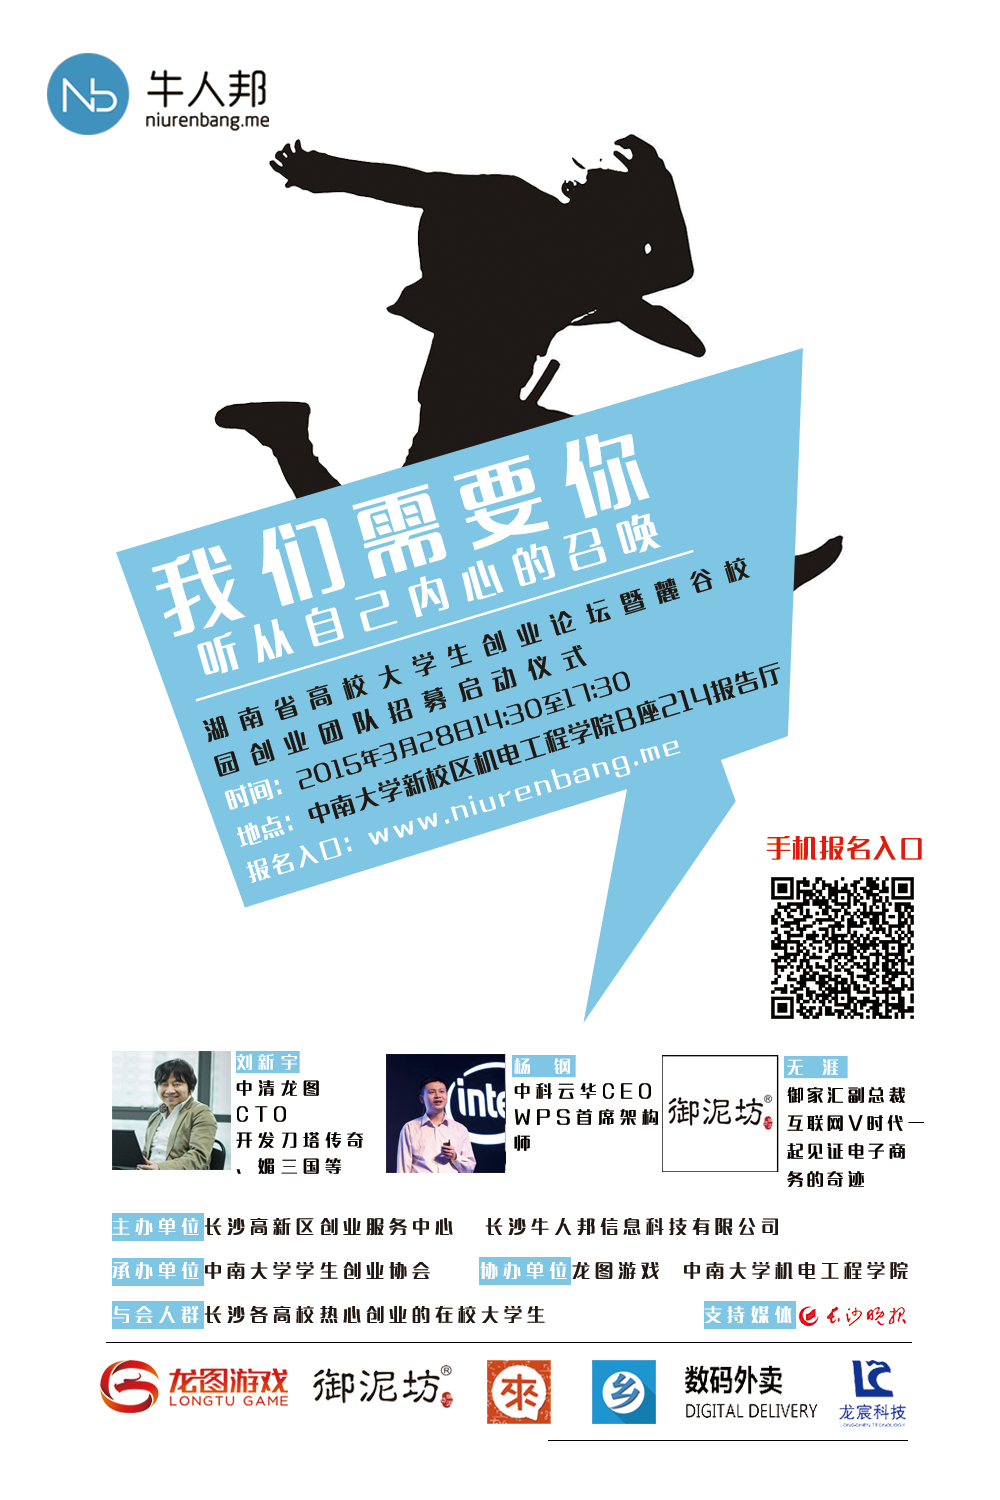 Nb
牛人邦
niurenbang.me
我们需要你
听从自己内心的召唤
湖南省高校大学生创业论坛暨麓谷校
园创业团队招募启动仪式
时间：2015年3月28日14:30至17:30
地点：中南大学新校区机电工程学院B座214报告厅
报名入口：www.niurenbang.me
手机报名入口
刘新宇
中清龙图
CTO
开发刀塔传奇
、媚三国等
inte
杨 钢
中科云华CEO
WPS首席架构
师
御泥坊®
无涯
御家汇副总裁
互联网V时代一
起见证电子商
务的奇迹
主办单位长沙高新区创业服务中心 长沙牛人邦信息科技有限公司
承办单位中南大学学生创业协会 协办单位龙图游戏 中南大学机电工程学院
与会人群长沙各高校热心创业的在校大学生 支持媒体 长沙晚报
龙图游戏
LONGTU GAME
御泥坊®
來
乡
数码外卖
DIGITAL DELIVERY
龙宸科技